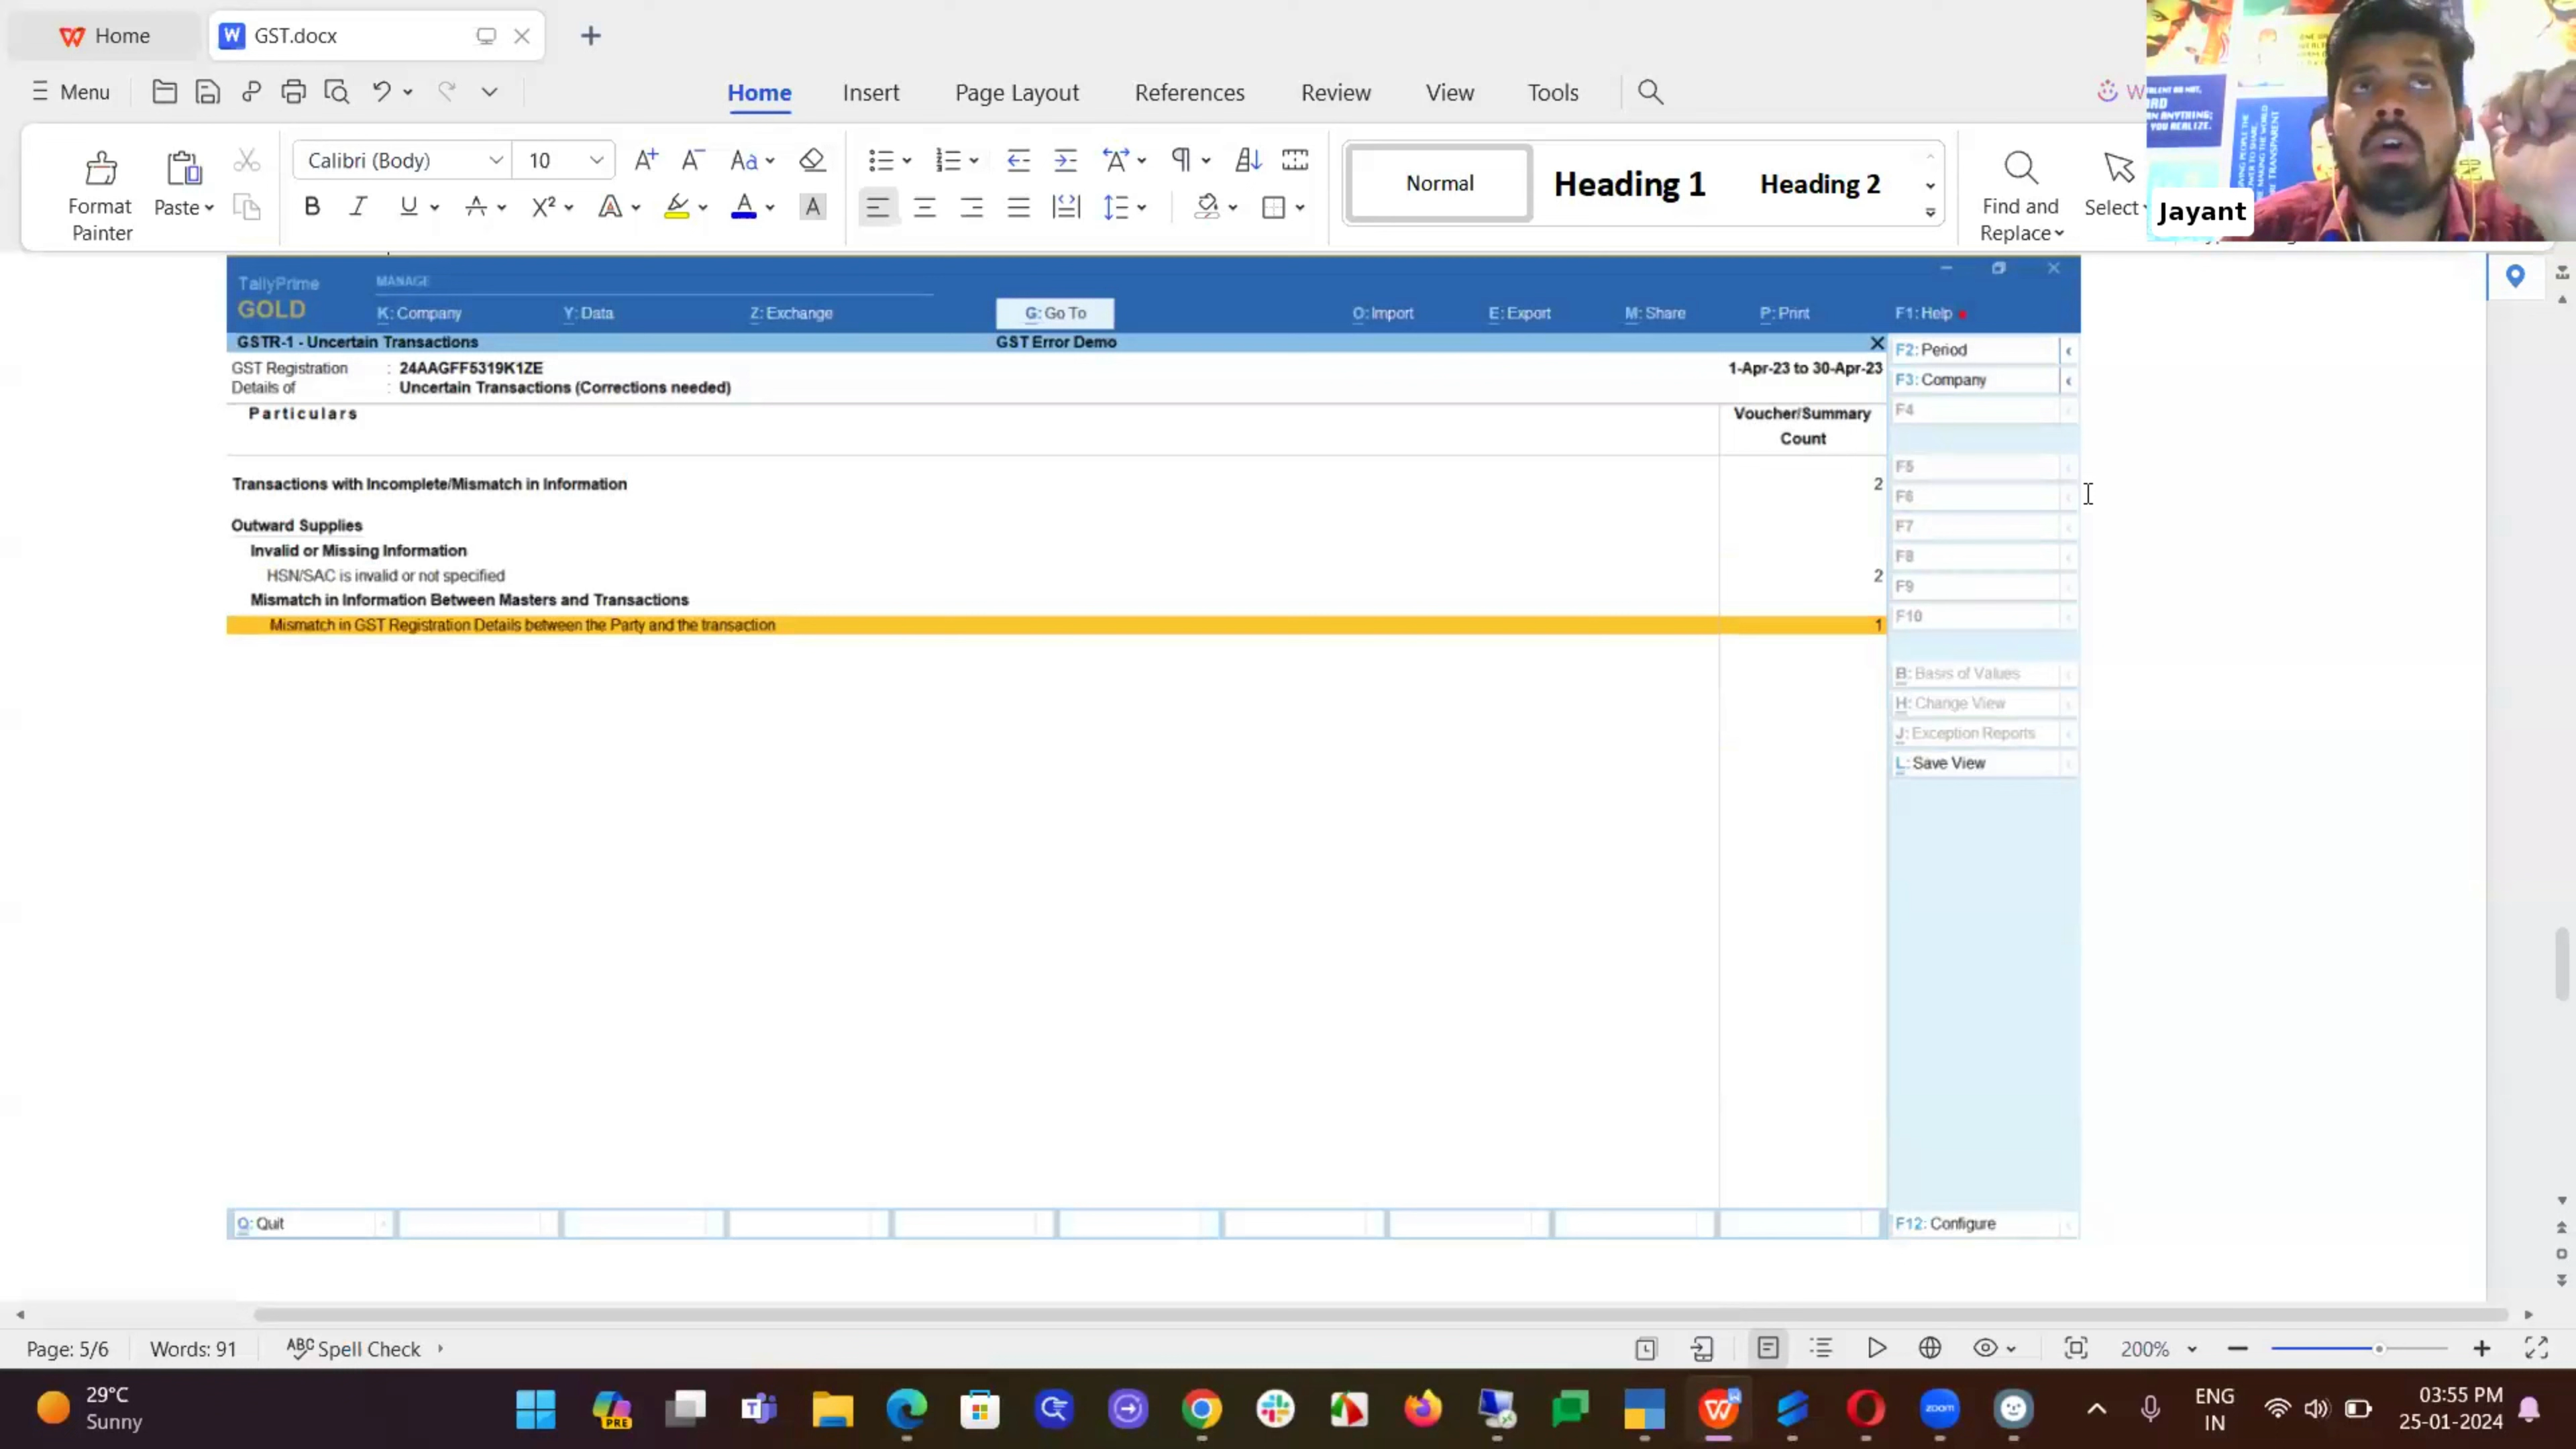 Home
GST.docx
Menu
Home Insert Page Layout References Review View Tools
Format Painter
Paste
Calibri (Body) 10
Normal
Heading 1
Heading 2
Find and Replace
Select
Jayant
TallyPrime
GOLD
MANAGE
K: Company Y: Data Z: Exchange G: Go To O: Import E: Export M: Share P: Print F1: Help
GSTR-1 - Uncertain Transactions GST Error Demo
GST Registration : 24AAGFF5319K1ZE 1-Apr-23 to 30-Apr-23
Details of : Uncertain Transactions (Corrections needed)
Particulars Voucher/Summary
Count
Transactions with Incomplete/Mismatch in Information 2
Outward Supplies
Invalid or Missing Information
HSN/SAC is invalid or not specified 2
Mismatch in Information Between Masters and Transactions
Mismatch in GST Registration Details between the Party and the transaction 1
F2: Period
F3: Company
F4
F5
F6
F7
F8
F9
F10
B: Basis of Values
H: Change View
J: Exception Reports
L: Save View
Q: Quit
F12: Configure
Page: 5/6 Words: 91 Spell Check 200%
29°C
Sunny
ENG
IN
03:55 PM
25-01-2024